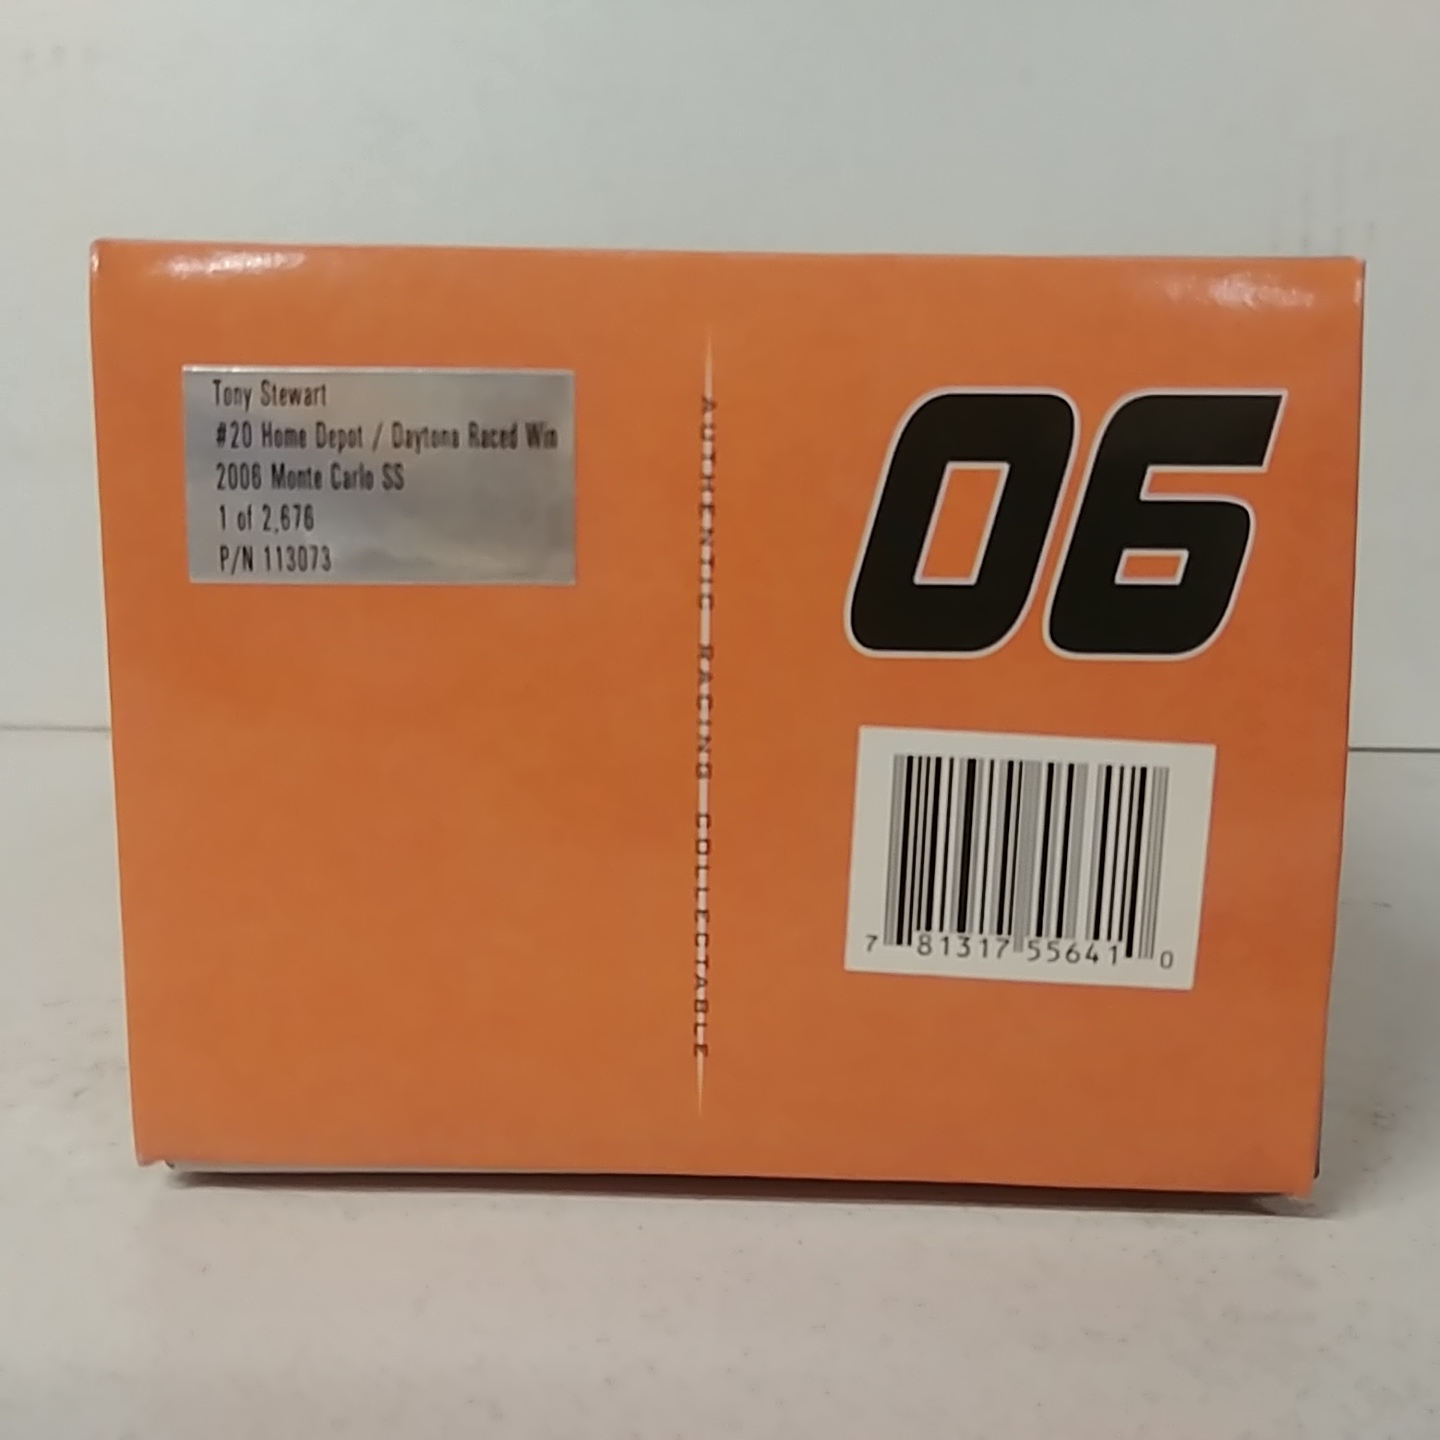 Tony Stewart
#20 Home Depot / Daytona Raced Win
2006 Monte Carlo SS
1 of 2,676
P/N 113073
AUTHENTIC RACING COLLECTABLE
06
7 81317 55641 0